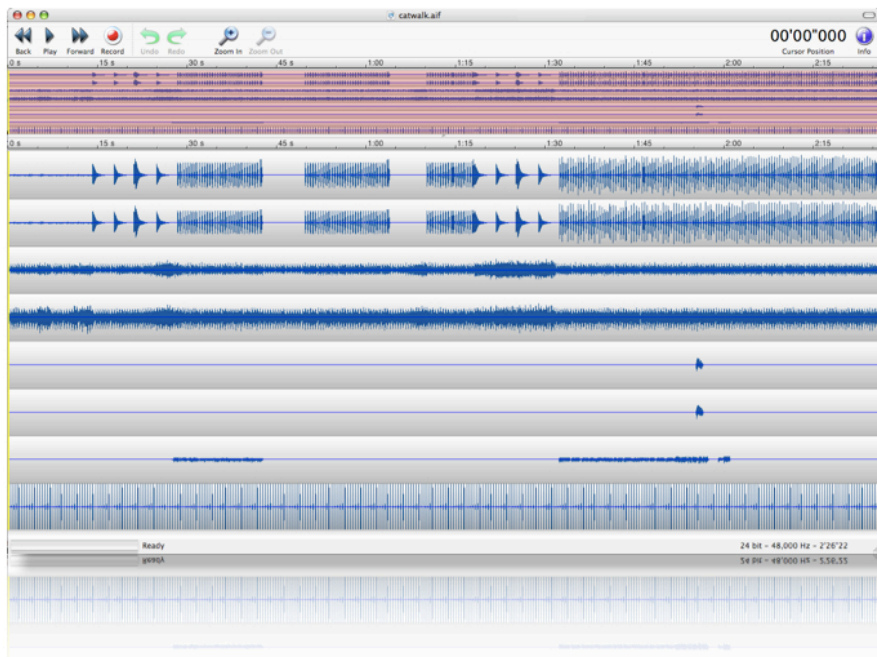 catwalk.aif
00'00"000
Back Play Forward Record Undo Redo Zoom In Zoom Out Cursor Position Info
0 s 15 s 30 s 45 s 1:00 1:15 1:30 1:45 2:00 2:15
0 s 15 s 30 s 45 s 1:00 1:15 1:30 1:45 2:00 2:15
Ready 24 bit - 48,000 Hz - 2'26"22